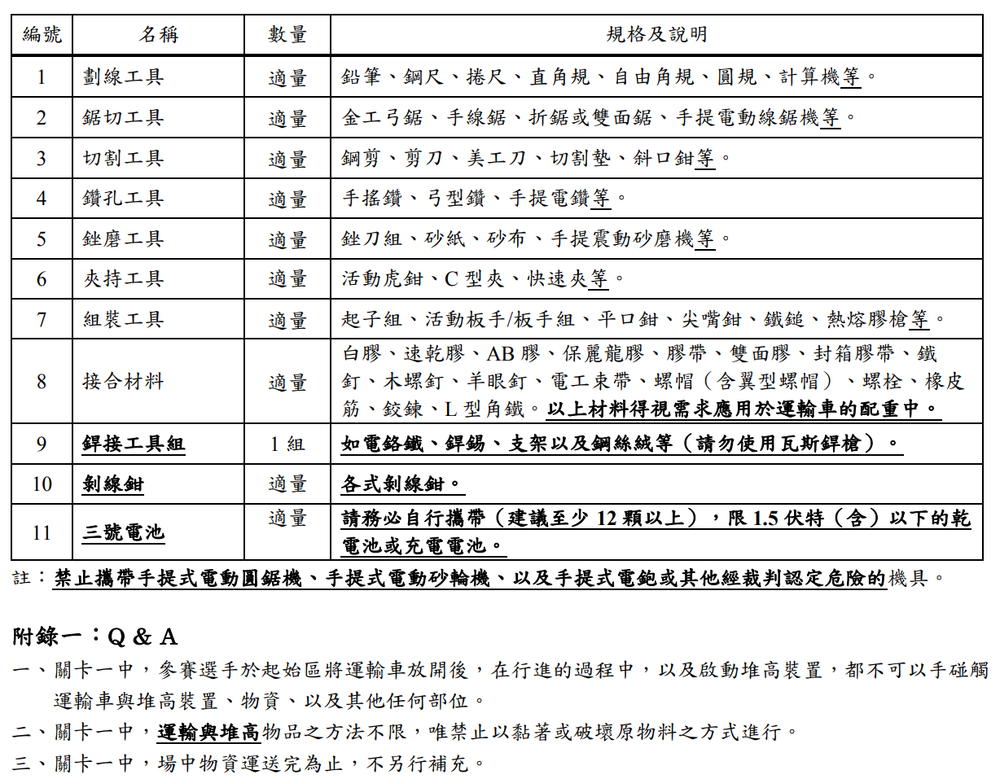 編號 名稱 數量 規格及說明
1 劃線工具 適量 鉛筆、鋼尺、捲尺、直角規、自由角規、圓規、計算機等。
2 鋸切工具 適量 金工弓鋸、手線鋸、折鋸或雙面鋸、手提電動線鋸機等。
3 切割工具 適量 鋼剪、剪刀、美工刀、切割墊、斜口鉗等。
4 鑽孔工具 適量 手搖鑽、弓型鑽、手提電鑽等。
5 銼磨工具 適量 銼刀組、砂紙、砂布、手提震動砂磨機等。
6 夾持工具 適量 活動虎鉗、C 型夾、快速夾等。
7 組裝工具 適量 起子組、活動板手/板手組、平口鉗、尖嘴鉗、鐵鎚、熱熔膠槍等。
8 接合材料 適量 白膠、速乾膠、AB 膠、保麗龍膠、膠帶、雙面膠、封箱膠帶、鐵
釘、木螺釘、羊眼釘、電工束帶、螺帽（含翼型螺帽）、螺栓、橡皮
筋、鉸鍊、L 型角鐵。以上材料得視需求應用於運輸車的配重中。
9 銲接工具組 1 組 如電鉻鐵、銲錫、支架以及鋼絲絨等（請勿使用瓦斯銲槍）。
10 剝線鉗 適量 各式剝線鉗。
11 三號電池 適量 請務必自行攜帶（建議至少 12 顆以上），限 1.5 伏特（含）以下的乾
電池或充電電池。
註：禁止攜帶手提式電動圓鋸機、手提式電動砂輪機、以及手提式電鉋或其他經裁判認定危險的機具。
附錄一：Q & A
一、關卡一中，參賽選手於起始區將運輸車放開後，在行進的過程中，以及啟動堆高裝置，都不可以手碰觸
運輸車與堆高裝置、物資、以及其他任何部位。
二、關卡一中，運輸與堆高物品之方法不限，唯禁止以黏著或破壞原物料之方式進行。
三、關卡一中，場中物資運送完為止，不另行補充。